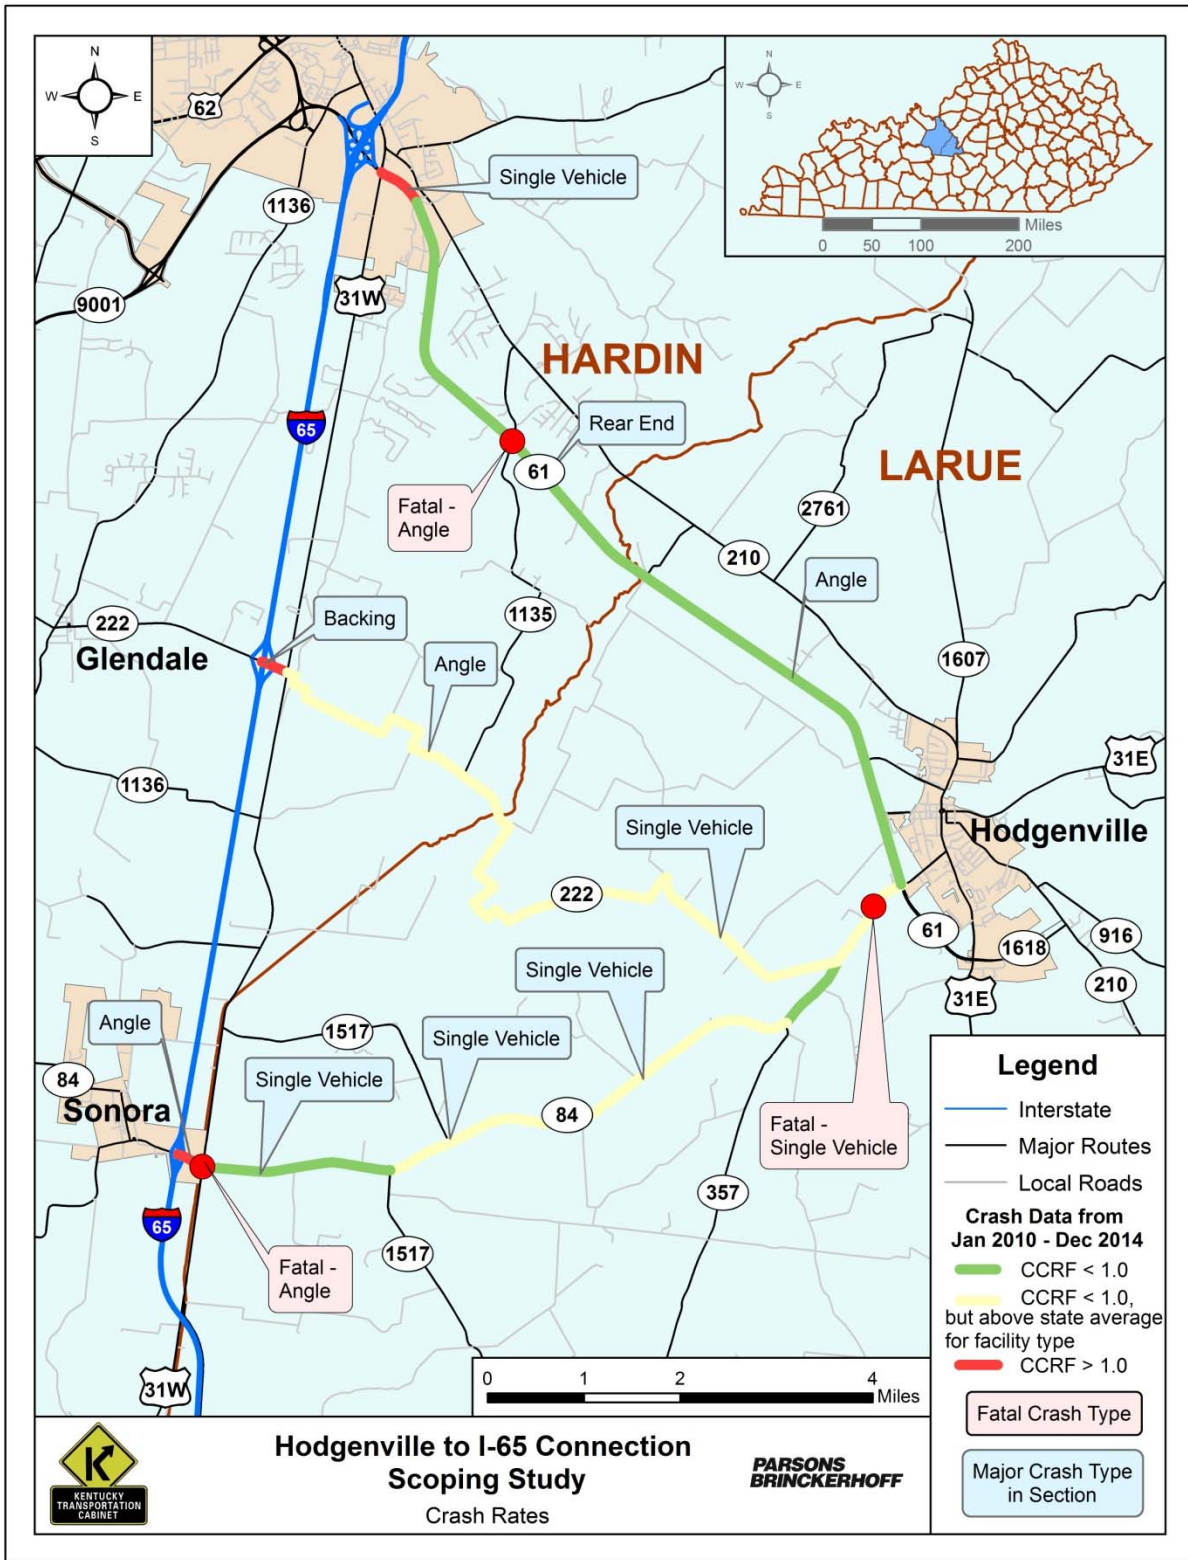 N
W
E
S
62
1136
9001
31W
65
Single Vehicle
N
W
E
S
Miles
0
50
100
200
HARDIN
LARUE
Rear End
61
Fatal -
Angle
2761
210
Angle
1135
1607
222
Glendale
Backing
Angle
1136
31E
Hodgenville
Single Vehicle
222
61
1618
916
210
31E
Single Vehicle
Angle
1517
Single Vehicle
84
Sonora
Single Vehicle
84
Fatal -
Single Vehicle
357
65
1517
Fatal -
Angle
31W
Legend
Interstate
Major Routes
Local Roads
Crash Data from
Jan 2010 - Dec 2014
CCRF < 1.0
CCRF < 1.0,
but above state average
for facility type
CCRF > 1.0
Fatal Crash Type
Major Crash Type
in Section
0
1
2
4
Miles
K
KENTUCKY
TRANSPORTATION
CABINET
Hodgenville to I-65 Connection
Scoping Study
Crash Rates
PARSONS
BRINCKERHOFF